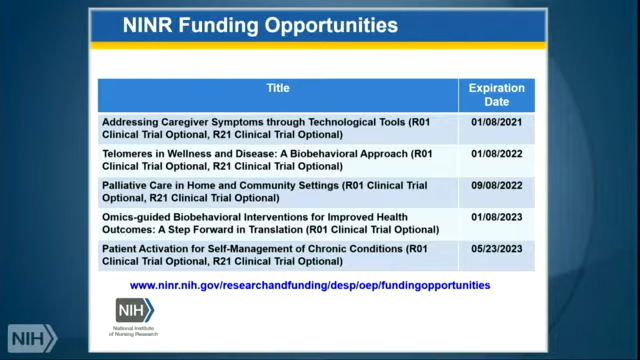 NINR Funding Opportunities
Title
Expiration
Date
Addressing Caregiver Symptoms through Technological Tools (R01
Clinical Trial Optional, R21 Clinical Trial Optional)
01/08/2021
Telomeres in Wellness and Disease: A Biobehavioral Approach (R01
Clinical Trial Optional, R21 Clinical Trial Optional)
01/08/2022
Palliative Care in Home and Community Settings (R01 Clinical Trial
Optional, R21 Clinical Trial Optional)
09/08/2022
Omics-guided Biobehavioral Interventions for Improved Health
Outcomes: A Step Forward in Translation (R01 Clinical Trial Optional)
01/08/2023
Patient Activation for Self-Management of Chronic Conditions (R01
Clinical Trial Optional, R21 Clinical Trial Optional)
05/23/2023
www.ninr.nih.gov/researchandfunding/desp/oep/fundingopportunities
NIH
National Institute
of Nursing Research
NIH